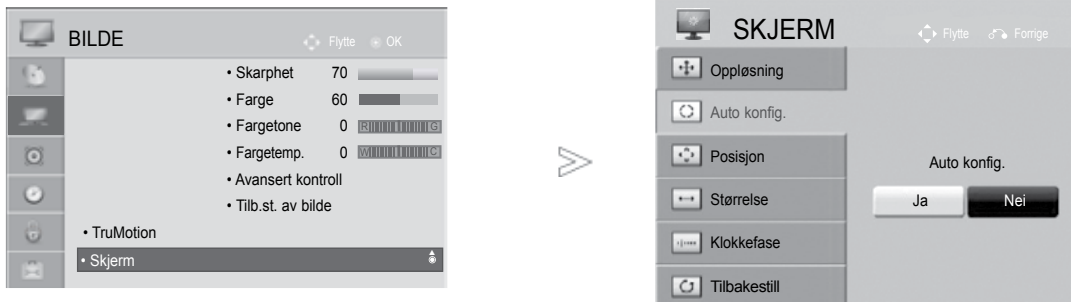 BILDE
Flytte OK
• Skarphet 70
• Farge 60
• Fargetone 0 R G
• Fargetemp. 0 W C
• Avansert kontroll
• Tilb.st. av bilde
• TruMotion
• Skjerm
SKJERM
Flytte Forrige
Oppløsning
Auto konfig.
Posisjon
Størrelse
Klokkefase
Tilbakestill
Auto konfig.
Ja Nei